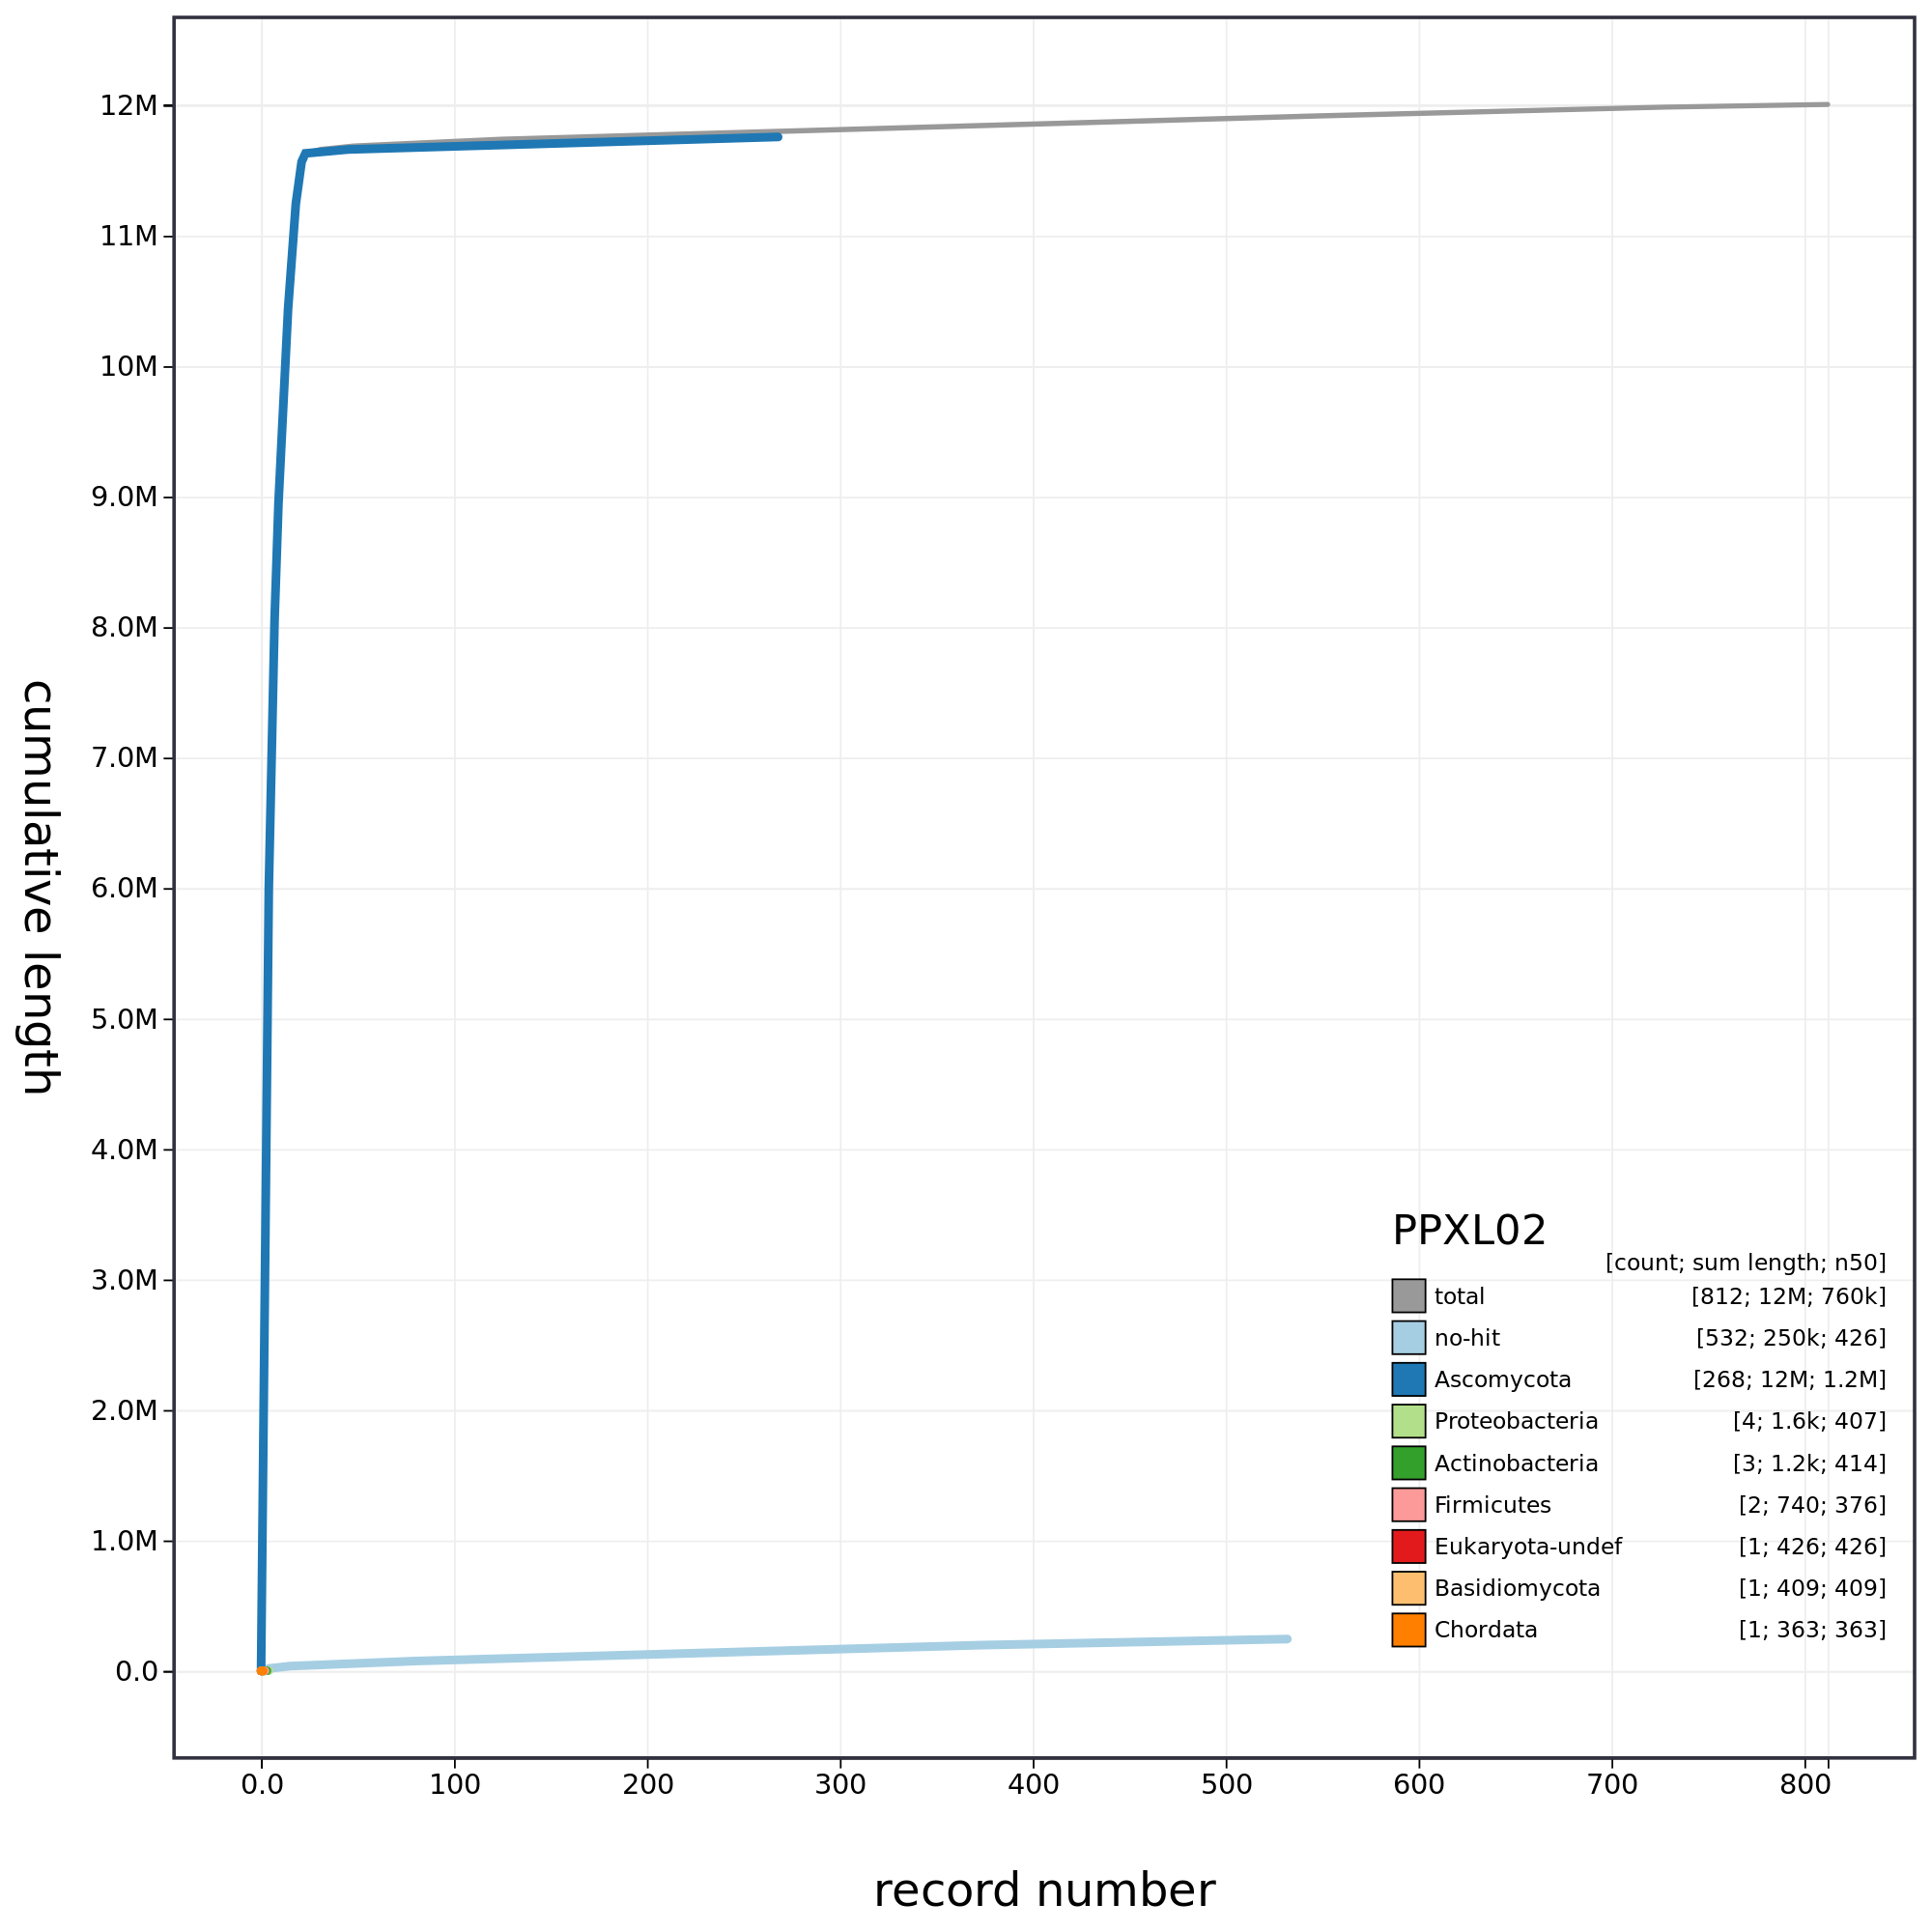 12M
11M
10M
9.0M
8.0M
7.0M
6.0M
5.0M
4.0M
3.0M
2.0M
1.0M
0.0
cumulative length
PPXL02
[count; sum length; n50]
total [812; 12M; 760k]
no-hit [532; 250k; 426]
Ascomycota [268; 12M; 1.2M]
Proteobacteria [4; 1.6k; 407]
Actinobacteria [3; 1.2k; 414]
Firmicutes [2; 740; 376]
Eukaryota-undef [1; 426; 426]
Basidiomycota [1; 409; 409]
Chordata [1; 363; 363]
0.0 100 200 300 400 500 600 700 800
record number